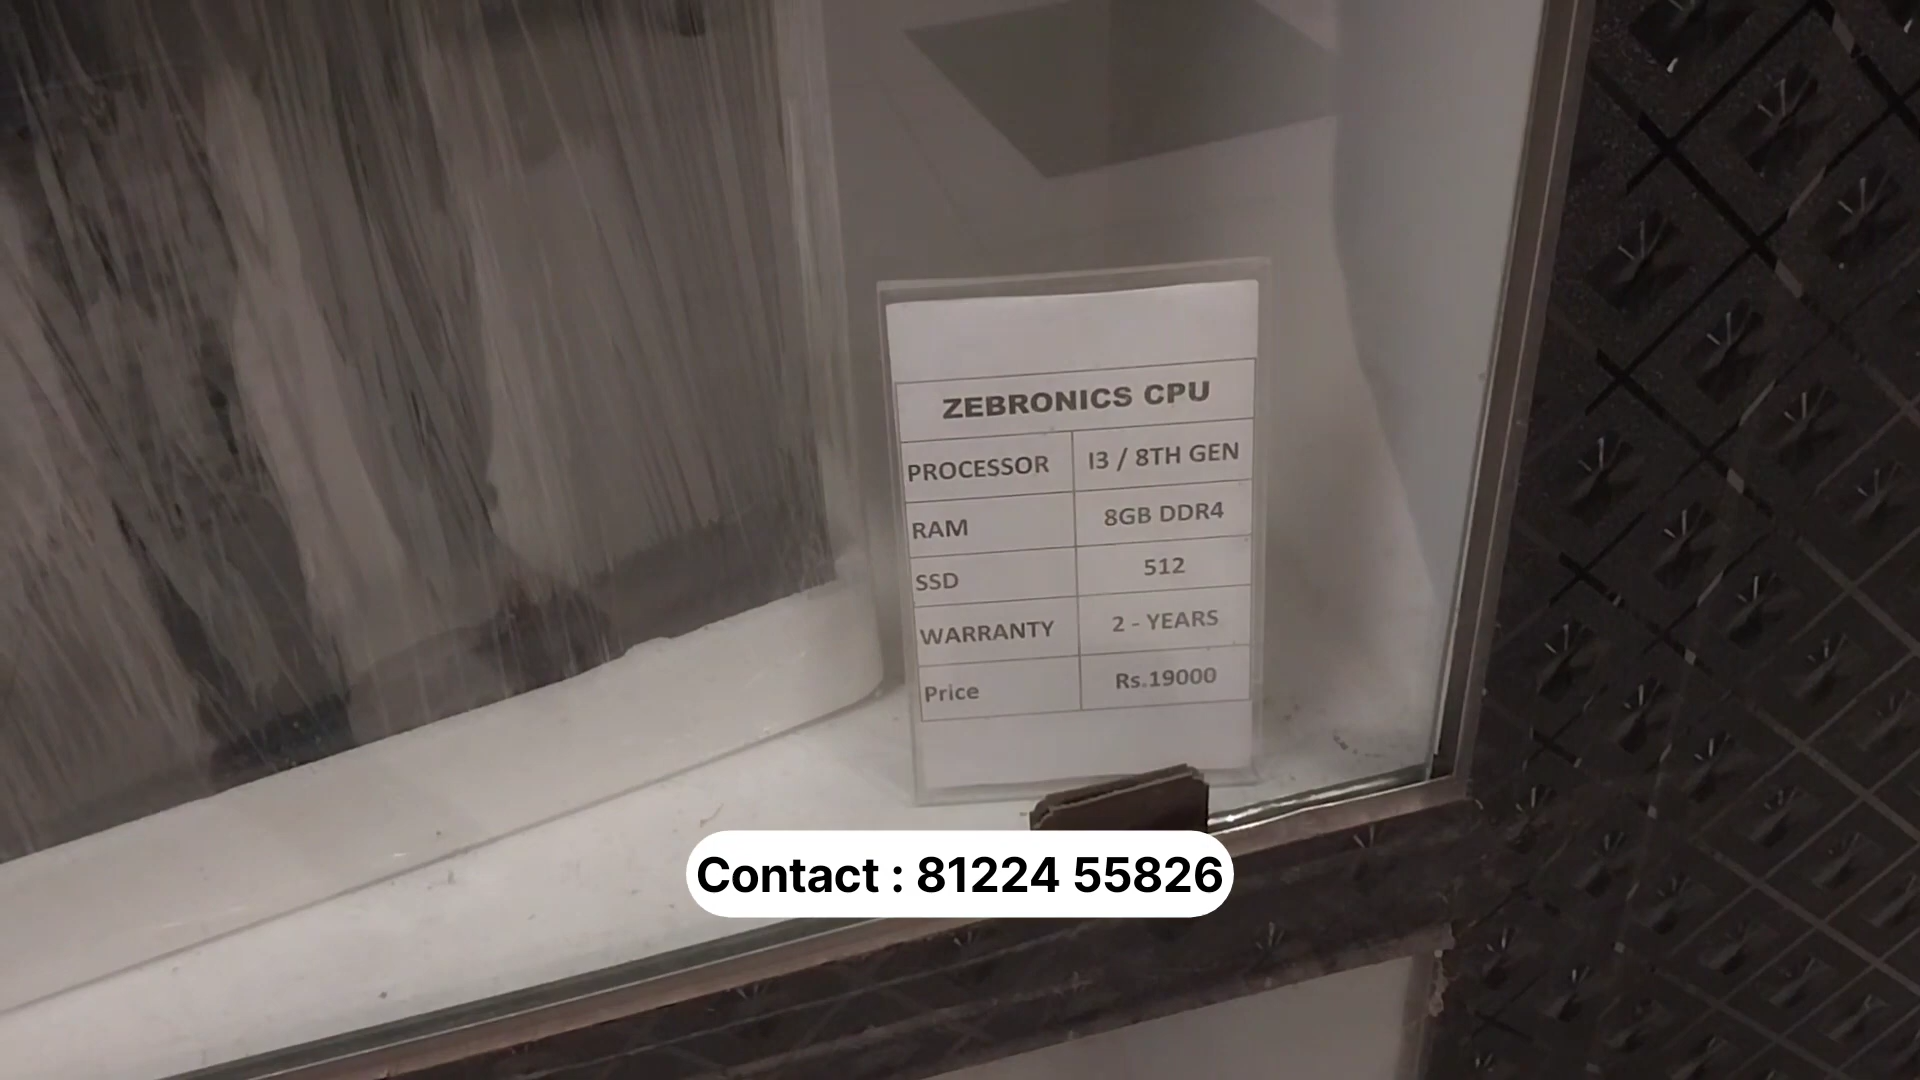 ZEBRONICS CPU
PROCESSOR I3 / 8TH GEN
RAM 8GB DDR4
SSD 512
WARRANTY 2 - YEARS
Price Rs.19000
Contact : 81224 55826